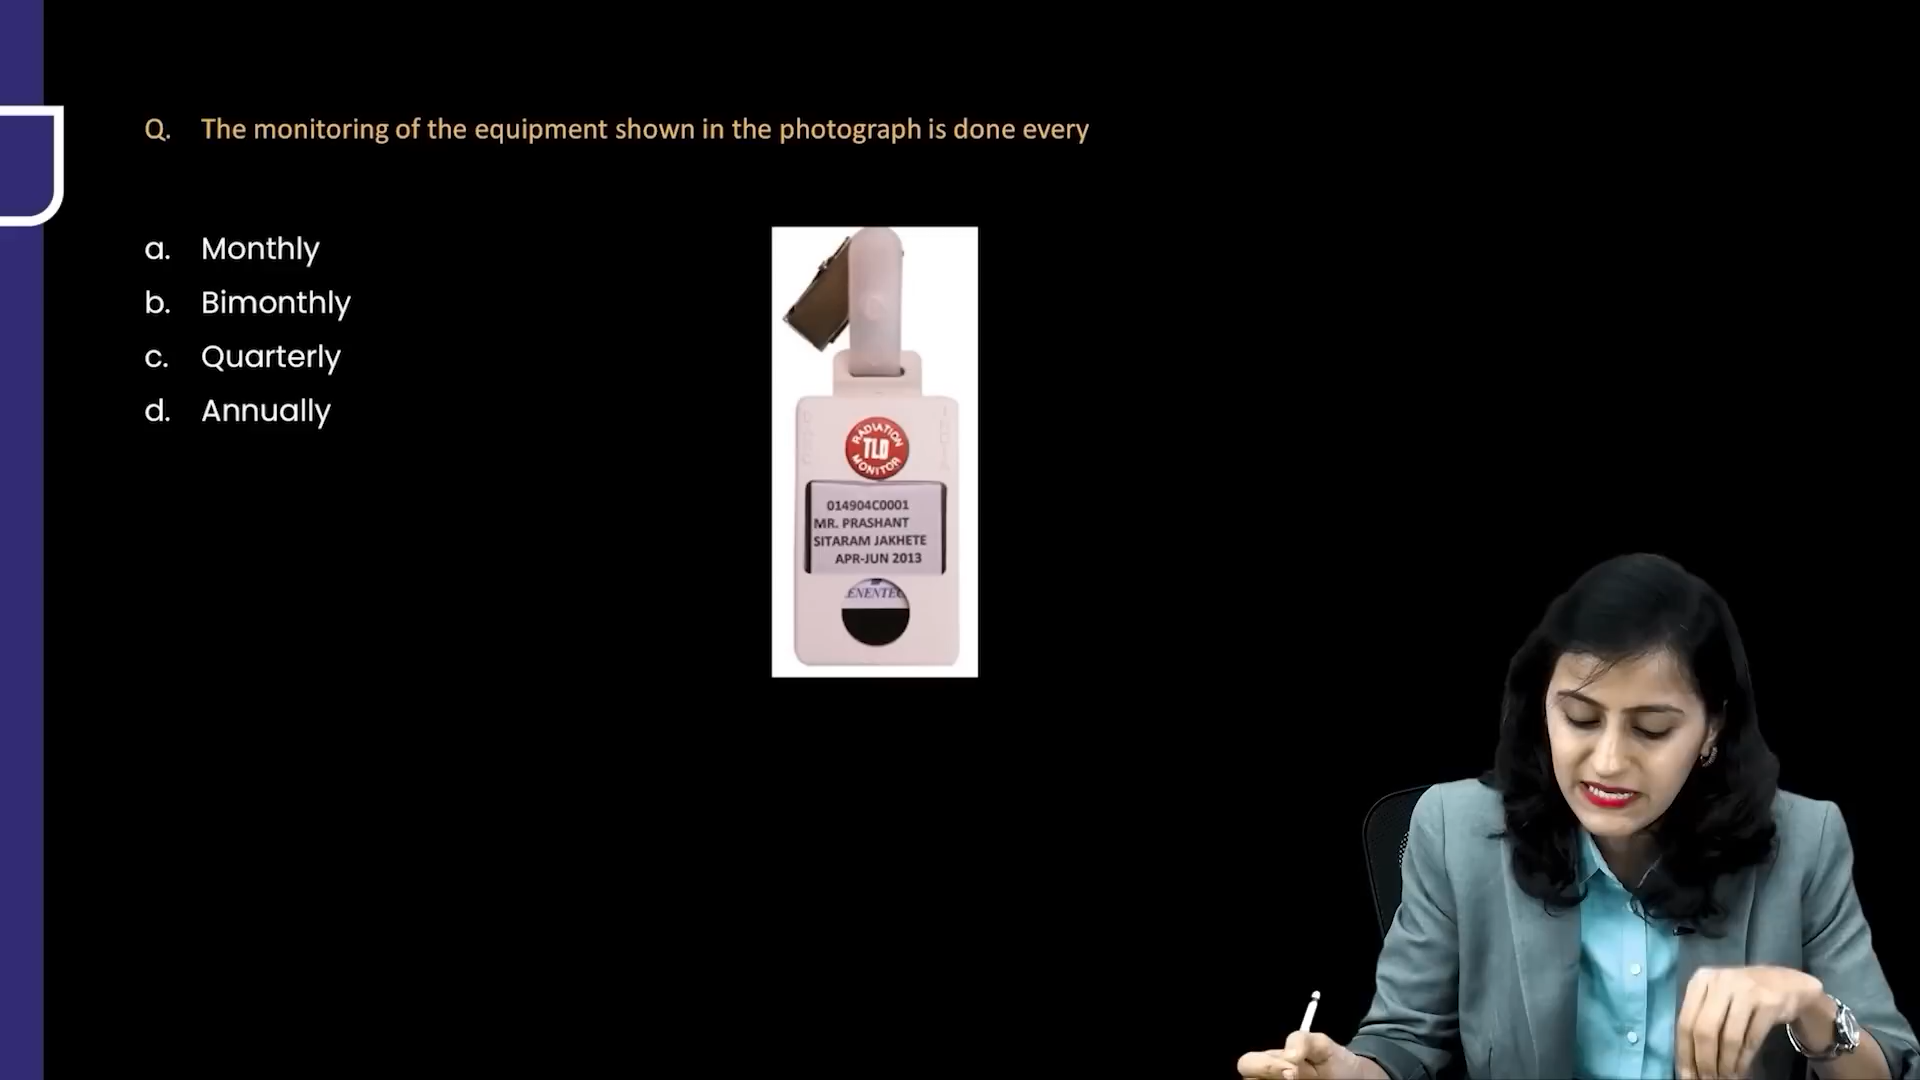 Q. The monitoring of the equipment shown in the photograph is done every
a. Monthly
b. Bimonthly
c. Quarterly
d. Annually
RADIATION
TLD
MONITOR
014904C0001
MR. PRASHANT
SITARAM JAKHETE
APR-JUN 2013